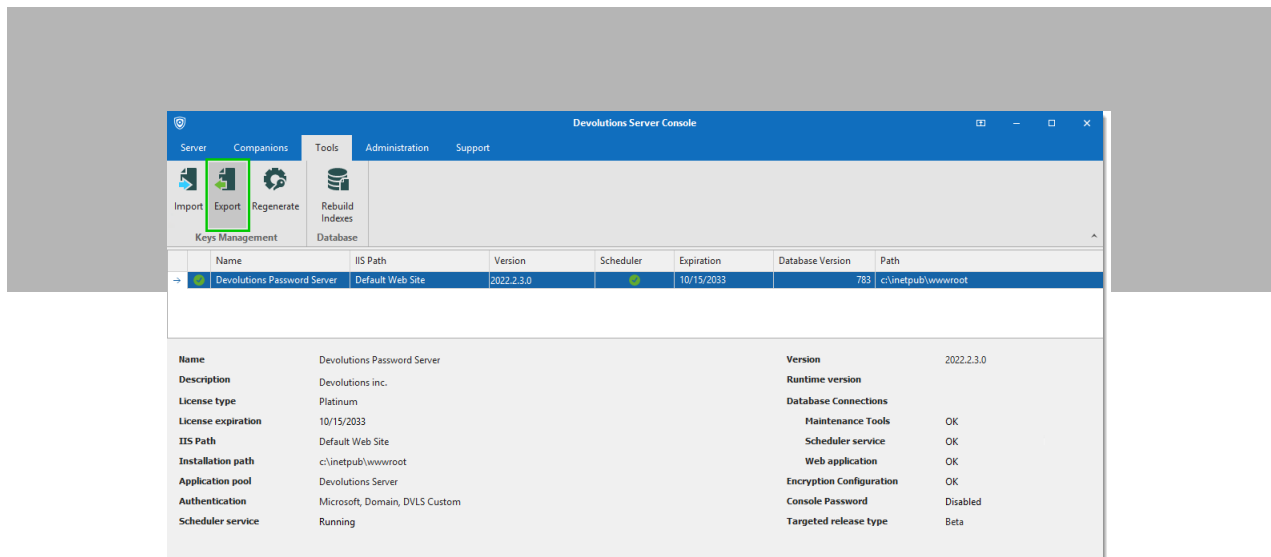 Devolutions Server Console
Server Companions Tools Administration Support
Import Export Regenerate Rebuild Indexes
Keys Management Database
Name IIS Path Version Scheduler Expiration Database Version Path
Devolutions Password Server Default Web Site 2022.2.3.0 10/15/2033 783 c:\inetpub\wwwroot
Name Devolutions Password Server Version 2022.2.3.0
Description Devolutions inc. Runtime version
License type Platinum Database Connections
License expiration 10/15/2033 Maintenance Tools OK
IIS Path Default Web Site Scheduler service OK
Installation path c:\inetpub\wwwroot Web application OK
Application pool Devolutions Server Encryption Configuration OK
Authentication Microsoft, Domain, DVLS Custom Console Password Disabled
Scheduler service Running Targeted release type Beta